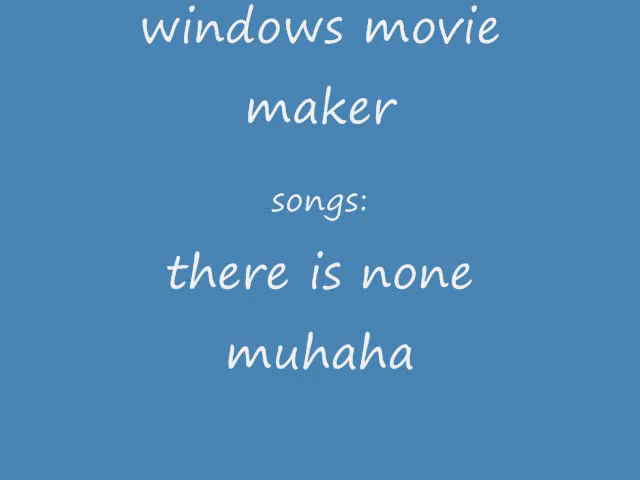 windows movie
maker
songs:
there is none
muhaha